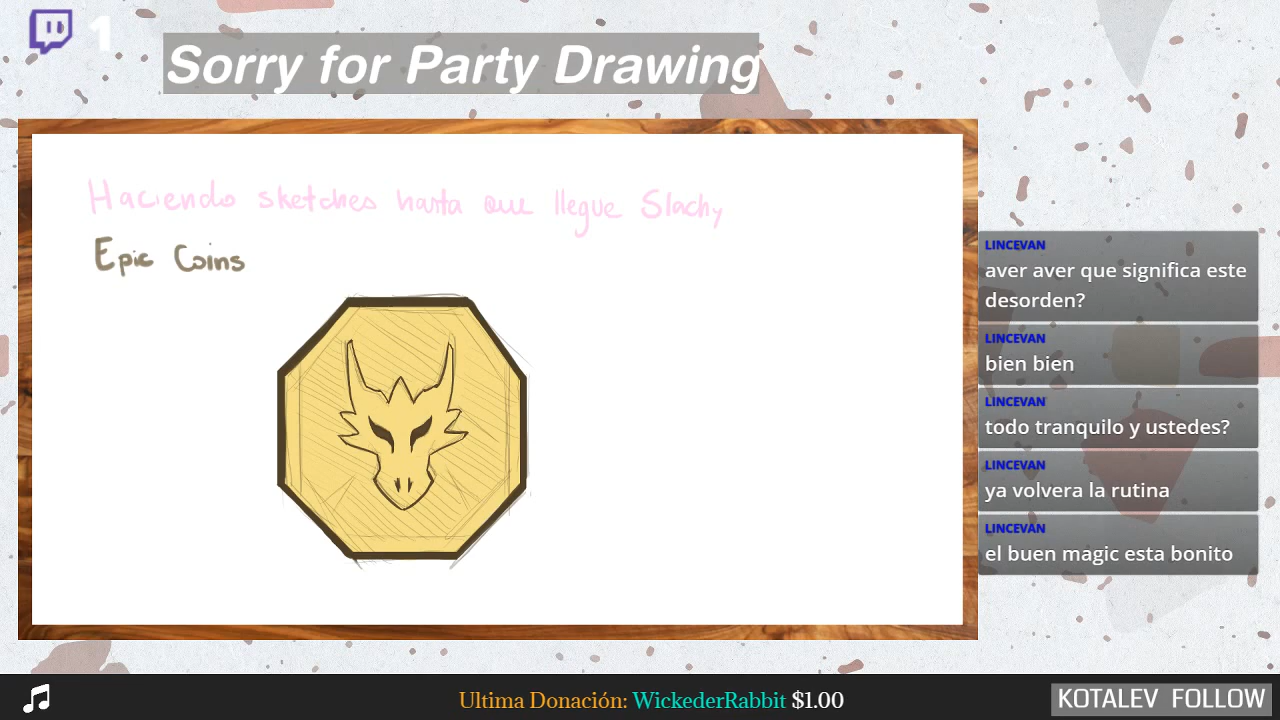 1
Sorry for Party Drawing
Haciendo sketches hasta que llegue Slachy
Epic Coins
LINCEVAN
aver aver que significa este
desorden?
LINCEVAN
bien bien
LINCEVAN
todo tranquilo y ustedes?
LINCEVAN
ya volvera la rutina
LINCEVAN
el buen magic esta bonito
Ultima Donación: WickederRabbit $1.00
KOTALEV FOLLOW